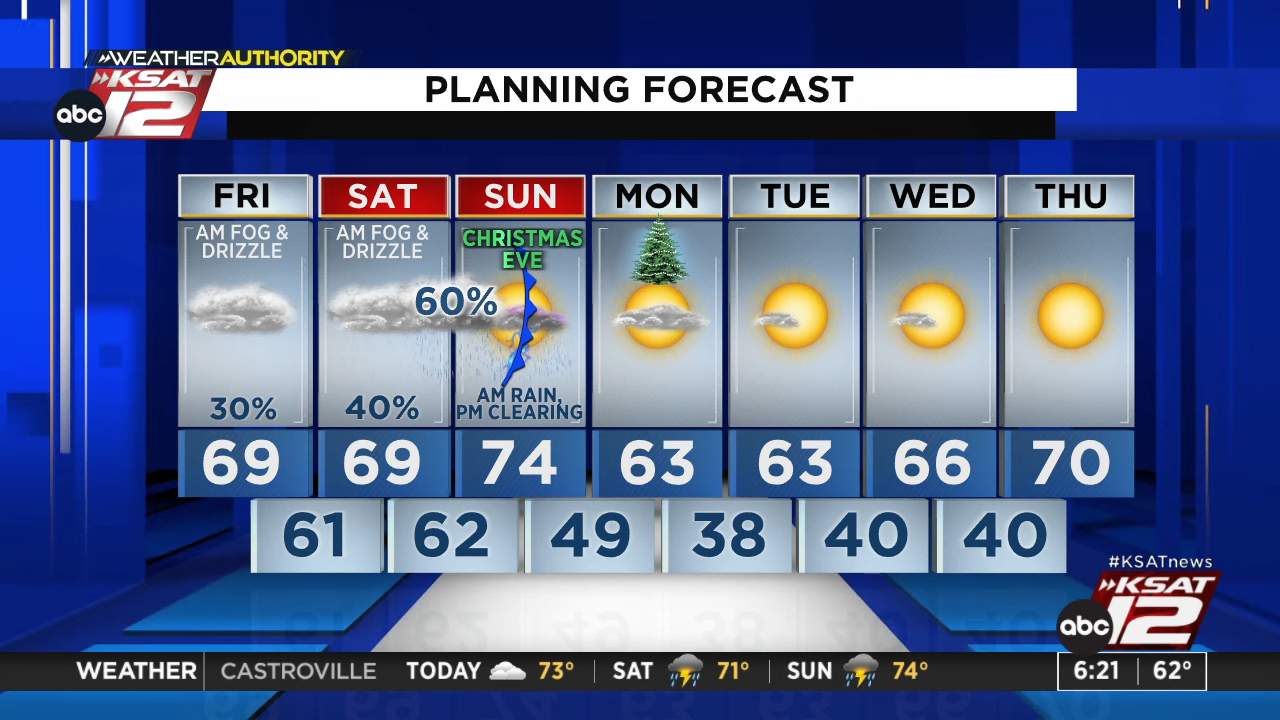 WEATHERAUTHORITY
KSAT
abc 12
PLANNING FORECAST
FRI SAT SUN MON TUE WED THU
AM FOG &
DRIZZLE
30%
AM FOG &
DRIZZLE
40%
60%
CHRISTMAS
EVE
AM RAIN,
PM CLEARING
69 69 74 63 63 66 70
61 62 49 38 40 40
#KSATnews
KSAT
abc 12
WEATHER CASTROVILLE TODAY 73° SAT 71° SUN 74° 6:21 62°